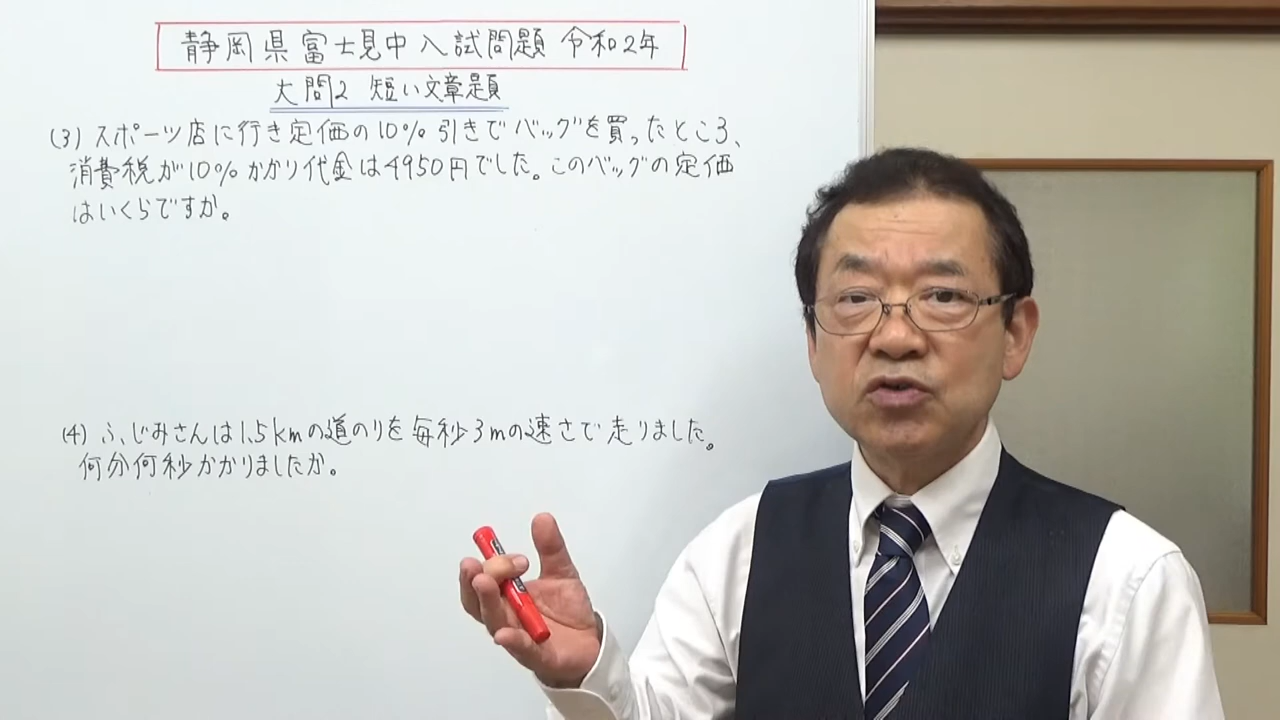 静岡県富士見中入試問題 令和2年
大問2 短い文章題
(3) スポーツ店に行き定価の10%引きでバッグを買ったところ、
消費税が10%かかり代金は4950円でした。このバッグの定価
はいくらですか。
(4) ふじみさんは1.5kmの道のりを毎秒3mの速さで走りました。
何分何秒かかりましたか。